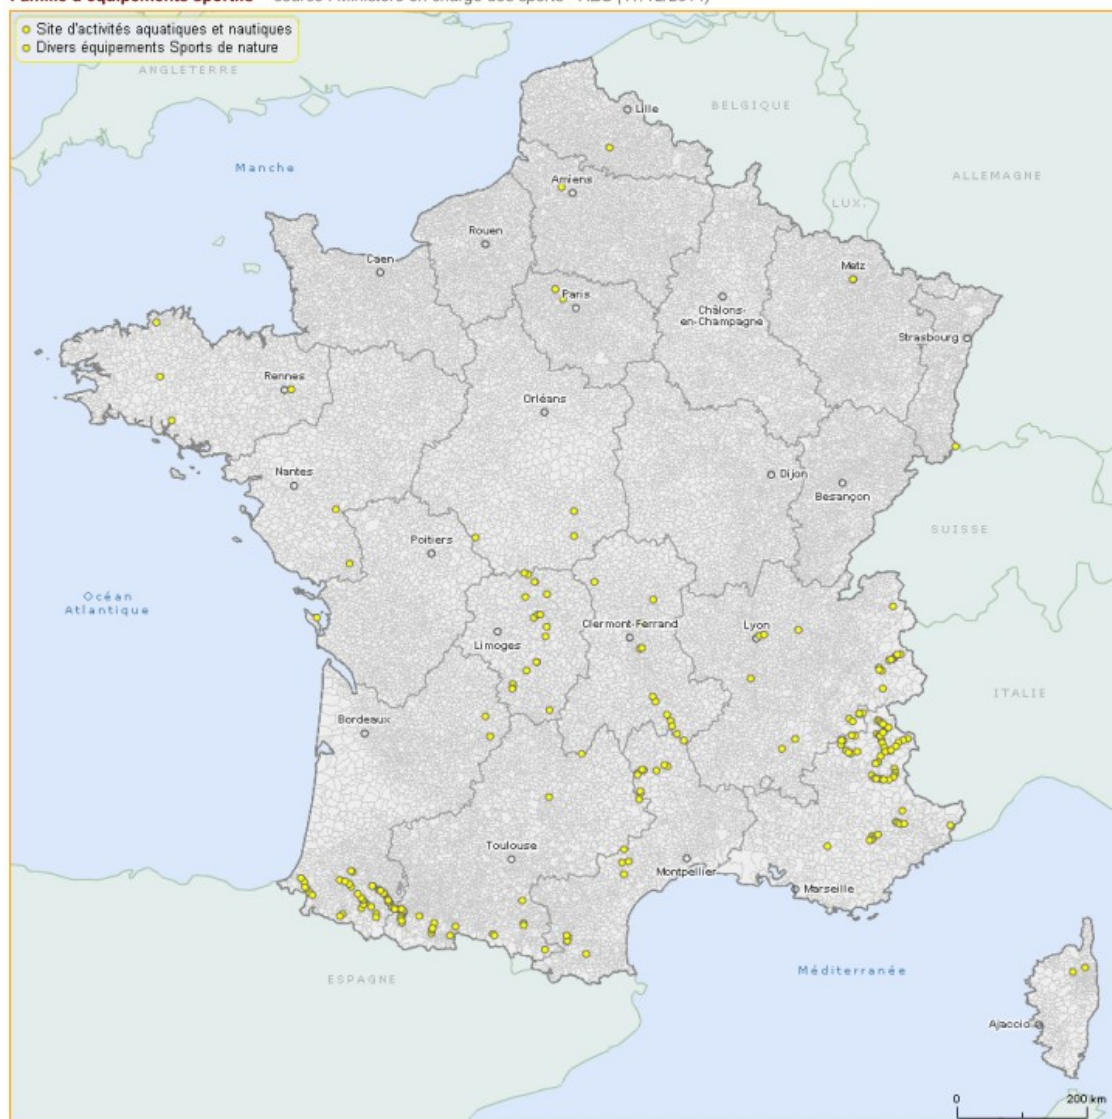 Site d'activités aquatiques et nautiques
Divers équipements Sports de nature
ANGLETERRE
Lille
BELGIQUE
Manche
ALLEMAGNE
Amiens
LUX.
Rouen
Caen
Metz
Paris
Châlons-
en-Champagne
Strasbourg
Rennes
Orléans
Nantes
Dijon
Besançon
SUISSE
Poitiers
Océan
Atlantique
Clermont-Ferrand
Lyon
Limoges
ITALIE
Bordeaux
Toulouse
Montpellier
Marseille
ESPAGNE
Méditerranée
Ajaccio
0
200 km